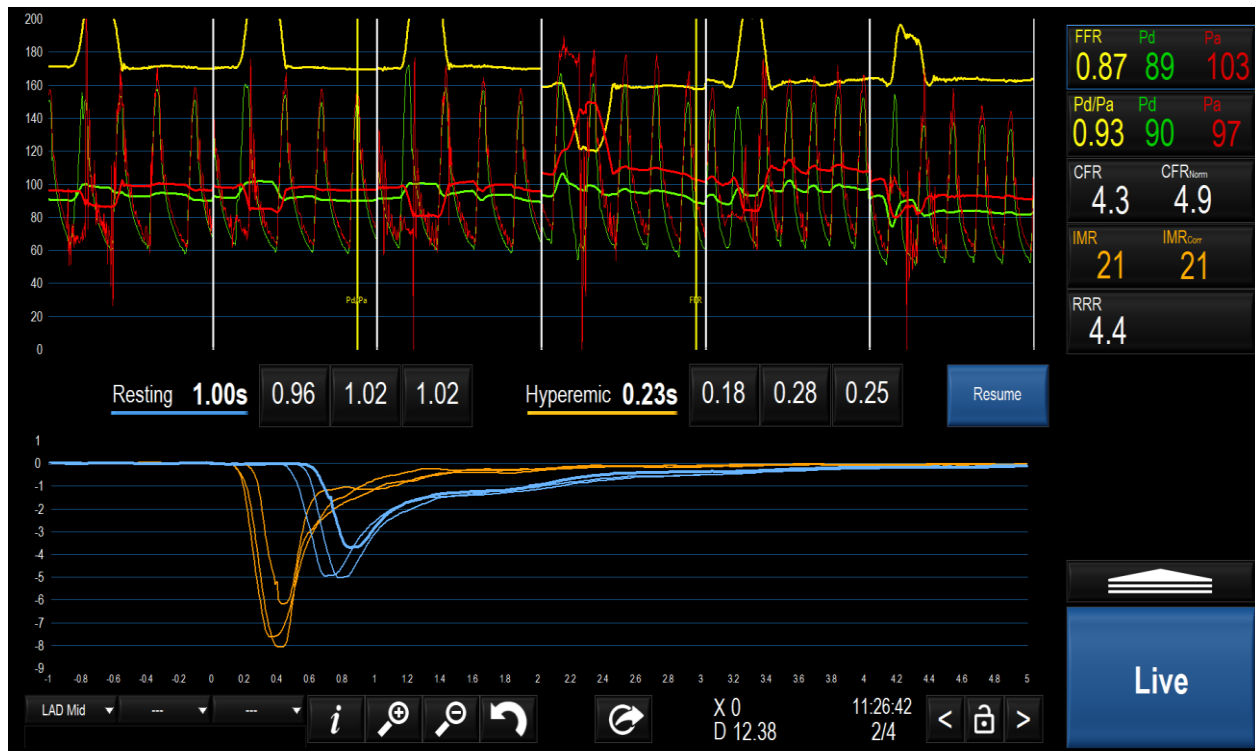 200
180
160
140
120
100
80
60
40
20
0
Pd/Pa
FFR
FFR Pd Pa
0.87 89 103
Pd/Pa Pd Pa
0.93 90 97
CFR CFRNorm
4.3 4.9
IMR IMRCorr
21 21
RRR
4.4
Resting 1.00s 0.96 1.02 1.02 Hyperemic 0.23s 0.18 0.28 0.25 Resume
1
0
-1
-2
-3
-4
-5
-6
-7
-8
-9
-1 -0.8 -0.6 -0.4 -0.2 0 0.2 0.4 0.6 0.8 1 1.2 1.4 1.6 1.8 2 2.2 2.4 2.6 2.8 3 3.2 3.4 3.6 3.8 4 4.2 4.4 4.6 4.8 5
Live
LAD Mid --- --- i X 0 11:26:42
D 12.38 2/4 < >